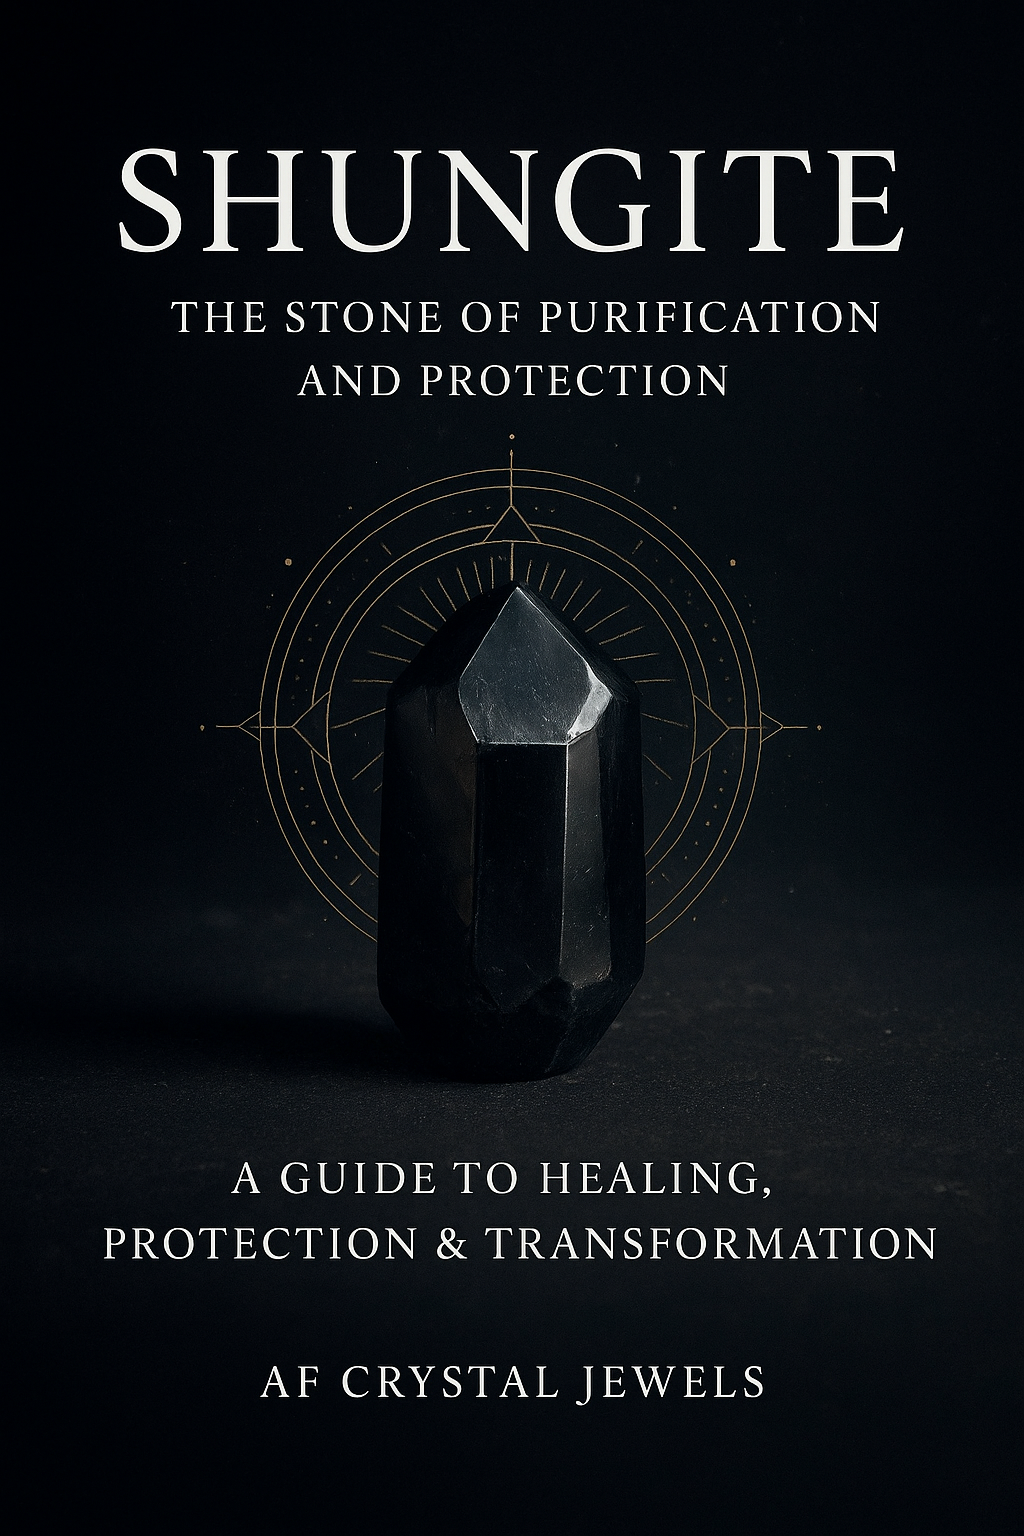 SHUNGITE
THE STONE OF PURIFICATION
AND PROTECTION
A GUIDE TO HEALING,
PROTECTION & TRANSFORMATION
AF CRYSTAL JEWELS